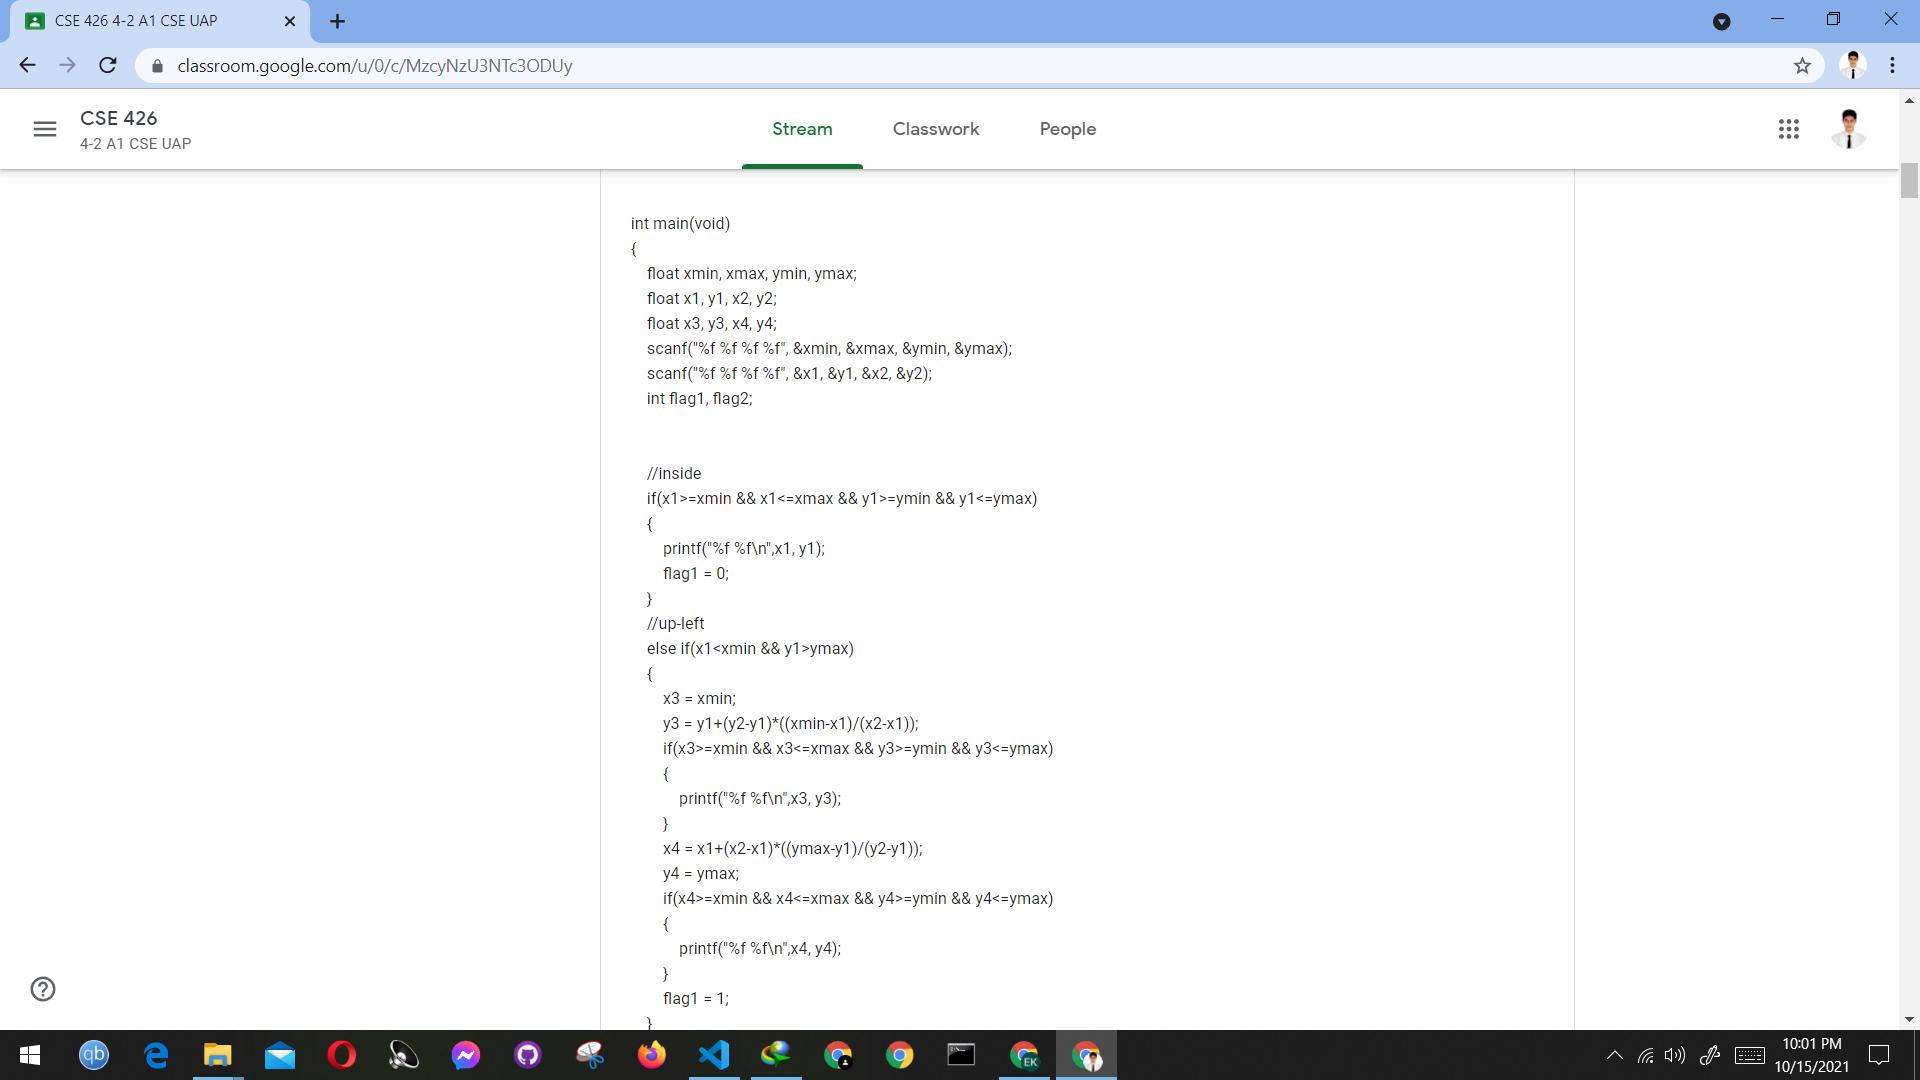 CSE 426 4-2 A1 CSE UAP
classroom.google.com/u/0/c/MzcyNzU3NTc3ODUy
CSE 426
4-2 A1 CSE UAP
Stream
Classwork
People
int main(void)
{
float xmin, xmax, ymin, ymax;
float x1, y1, x2, y2;
float x3, y3, x4, y4;
scanf("%f %f %f %f", &xmin, &xmax, &ymin, &ymax);
scanf("%f %f %f %f", &x1, &y1, &x2, &y2);
int flag1, flag2;
//inside
if(x1>=xmin && x1<=xmax && y1>=ymin && y1<=ymax)
{
printf("%f %f\n",x1, y1);
flag1 = 0;
}
//up-left
else if(x1<xmin && y1>ymax)
{
x3 = xmin;
y3 = y1+(y2-y1)*((xmin-x1)/(x2-x1));
if(x3>=xmin && x3<=xmax && y3>=ymin && y3<=ymax)
{
printf("%f %f\n",x3, y3);
}
x4 = x1+(x2-x1)*((ymax-y1)/(y2-y1));
y4 = ymax;
if(x4>=xmin && x4<=xmax && y4>=ymin && y4<=ymax)
{
printf("%f %f\n",x4, y4);
}
flag1 = 1;
}
qb
EK
10:01 PM
10/15/2021